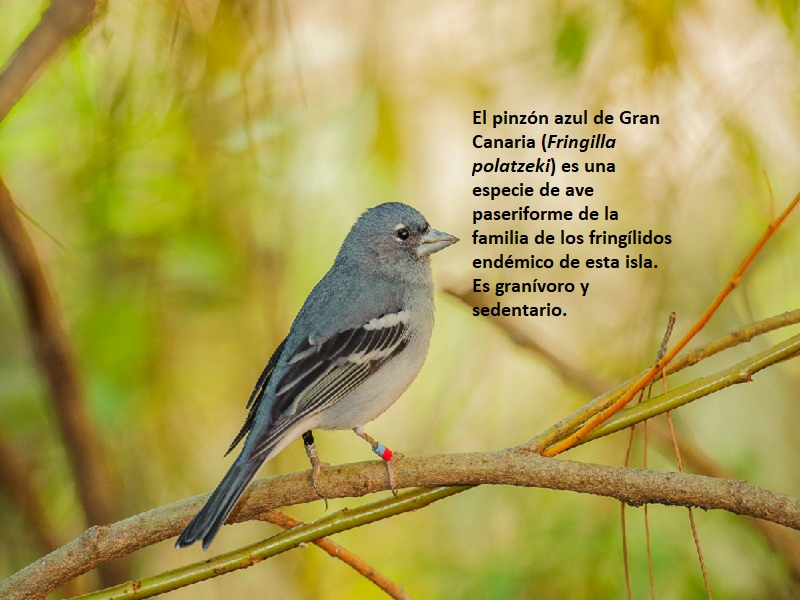 El pinzón azul de Gran
Canaria (Fringilla
polatzeki) es una
especie de ave
paseriforme de la
familia de los fringílidos
endémico de esta isla.
Es granívoro y
sedentario.